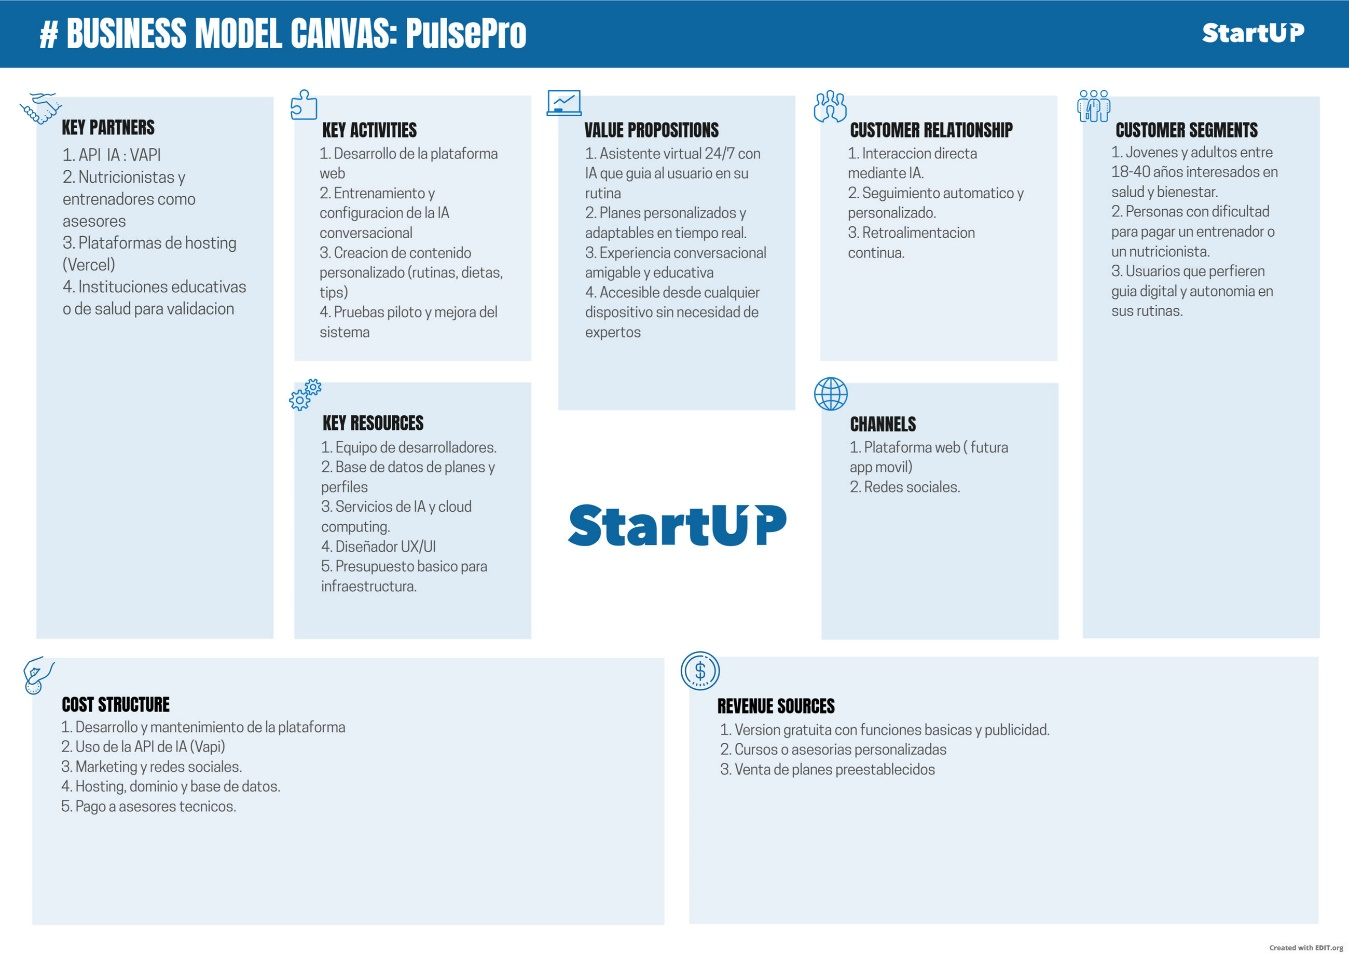 # BUSINESS MODEL CANVAS: PulsePro
StartUP
KEY PARTNERS
1. API IA : VAPI
2. Nutricionistas y
entrenadores como
asesores
3. Plataformas de hosting
(Vercel)
4. Instituciones educativas
o de salud para validacion
KEY ACTIVITIES
1. Desarrollo de la plataforma
web
2. Entrenamiento y
configuracion de la IA
conversacional
3. Creacion de contenido
personalizado (rutinas, dietas,
tips)
4. Pruebas piloto y mejora del
sistema
KEY RESOURCES
1. Equipo de desarrolladores.
2. Base de datos de planes y
perfiles
3. Servicios de IA y cloud
computing.
4. Diseñador UX/UI
5. Presupuesto basico para
infraestructura.
VALUE PROPOSITIONS
1. Asistente virtual 24/7 con
IA que guia al usuario en su
rutina
2. Planes personalizados y
adaptables en tiempo real.
3. Experiencia conversacional
amigable y educativa
4. Accesible desde cualquier
dispositivo sin necesidad de
expertos
StartUP
CUSTOMER RELATIONSHIP
1. Interaccion directa
mediante IA.
2. Seguimiento automatico y
personalizado.
3. Retroalimentacion
continua.
CHANNELS
1. Plataforma web ( futura
app movil)
2. Redes sociales.
CUSTOMER SEGMENTS
1. Jovenes y adultos entre
18-40 años interesados en
salud y bienestar.
2. Personas con dificultad
para pagar un entrenador o
un nutricionista.
3. Usuarios que perfieren
guia digital y autonomia en
sus rutinas.
COST STRUCTURE
1. Desarrollo y mantenimiento de la plataforma
2. Uso de la API de IA (Vapi)
3. Marketing y redes sociales.
4. Hosting, dominio y base de datos.
5. Pago a asesores tecnicos.
REVENUE SOURCES
1. Version gratuita con funciones basicas y publicidad.
2. Cursos o asesorias personalizadas
3. Venta de planes preestablecidos
Created with EDIT.org